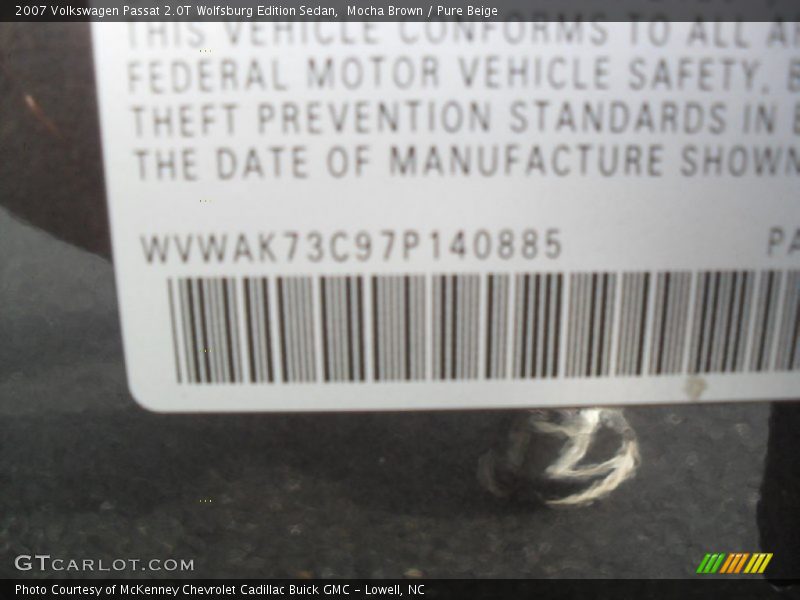 2007 Volkswagen Passat 2.0T Wolfsburg Edition Sedan, Mocha Brown / Pure Beige
THIS VEHICLE CONFORMS TO ALL
FEDERAL MOTOR VEHICLE SAFETY,
THEFT PREVENTION STANDARDS IN
THE DATE OF MANUFACTURE SHOWN
WVWAK73C97P140885 PA
GTCARLOT.COM
Photo Courtesy of McKenney Chevrolet Cadillac Buick GMC - Lowell, NC